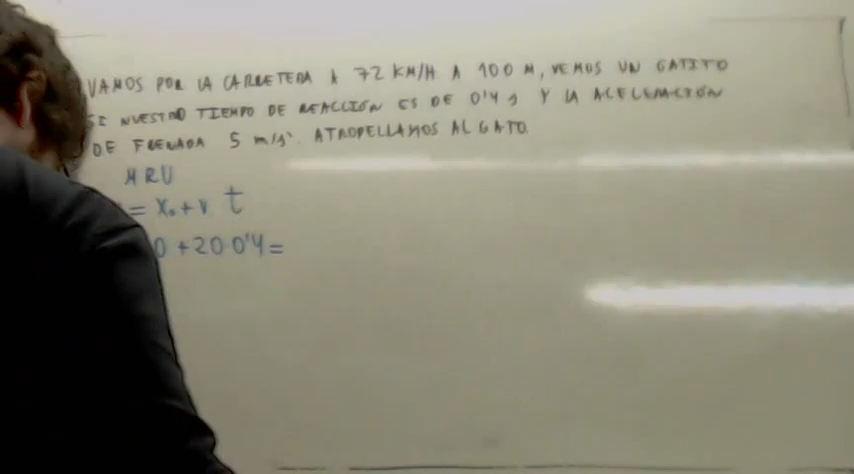 VAMOS POR LA CARRETERA A 72 KM/H A 100 M, VEMOS UN GATITO
SI NUESTRO TIEMPO DE REACCIÓN ES DE 0'4 s Y LA ACELERACIÓN
DE FRENADA 5 m/s². ATROPELLAMOS AL GATO.
MRU
= X₀ + V t
0 + 20·0'4 =